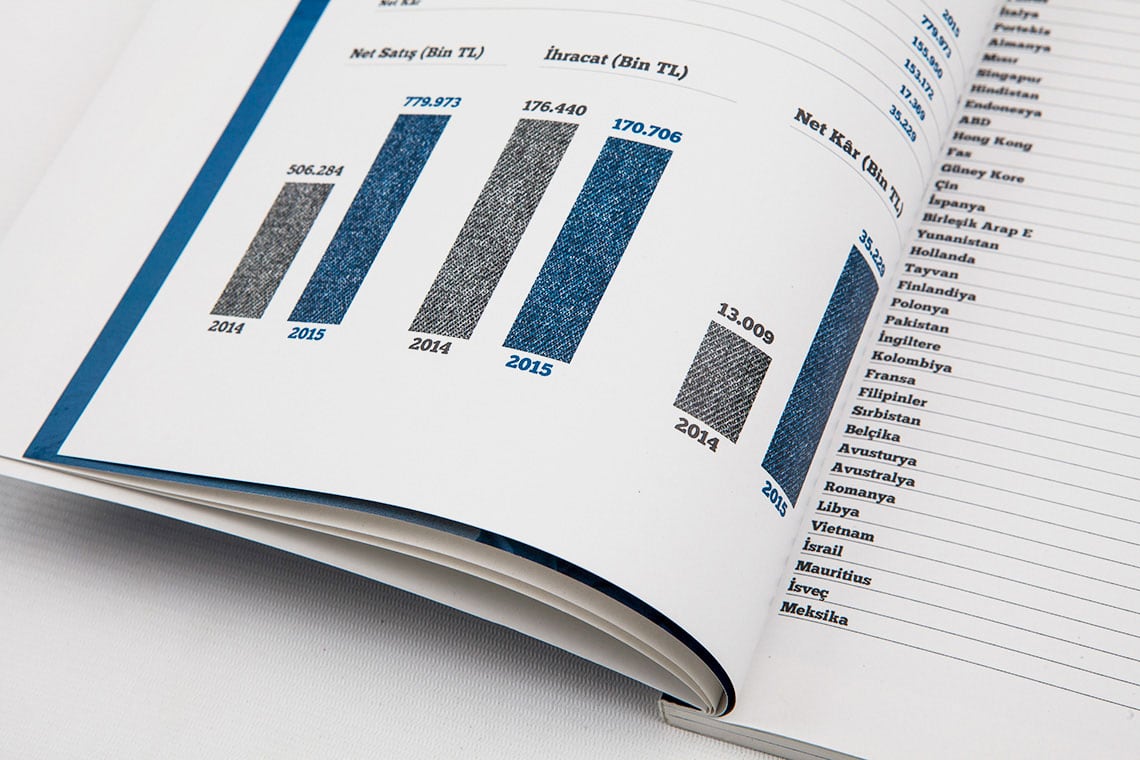 Net Kâr
2015
779.973
155.950
153.172
17.369
35.229
Net Satış (Bin TL)
506.284
779.973
2014
2015
İhracat (Bin TL)
176.440
170.706
2014
2015
Net Kâr (Bin TL)
13.009
35.229
2014
2015
İtalya
Portekiz
Almanya
Mısır
Singapur
Hindistan
Endonezya
ABD
Hong Kong
Fas
Güney Kore
Çin
İspanya
Birleşik Arap E
Yunanistan
Hollanda
Tayvan
Finlandiya
Polonya
Pakistan
İngiltere
Kolombiya
Fransa
Filipinler
Sırbistan
Belçika
Avusturya
Avustralya
Romanya
Libya
Vietnam
İsrail
Mauritius
İsveç
Meksika